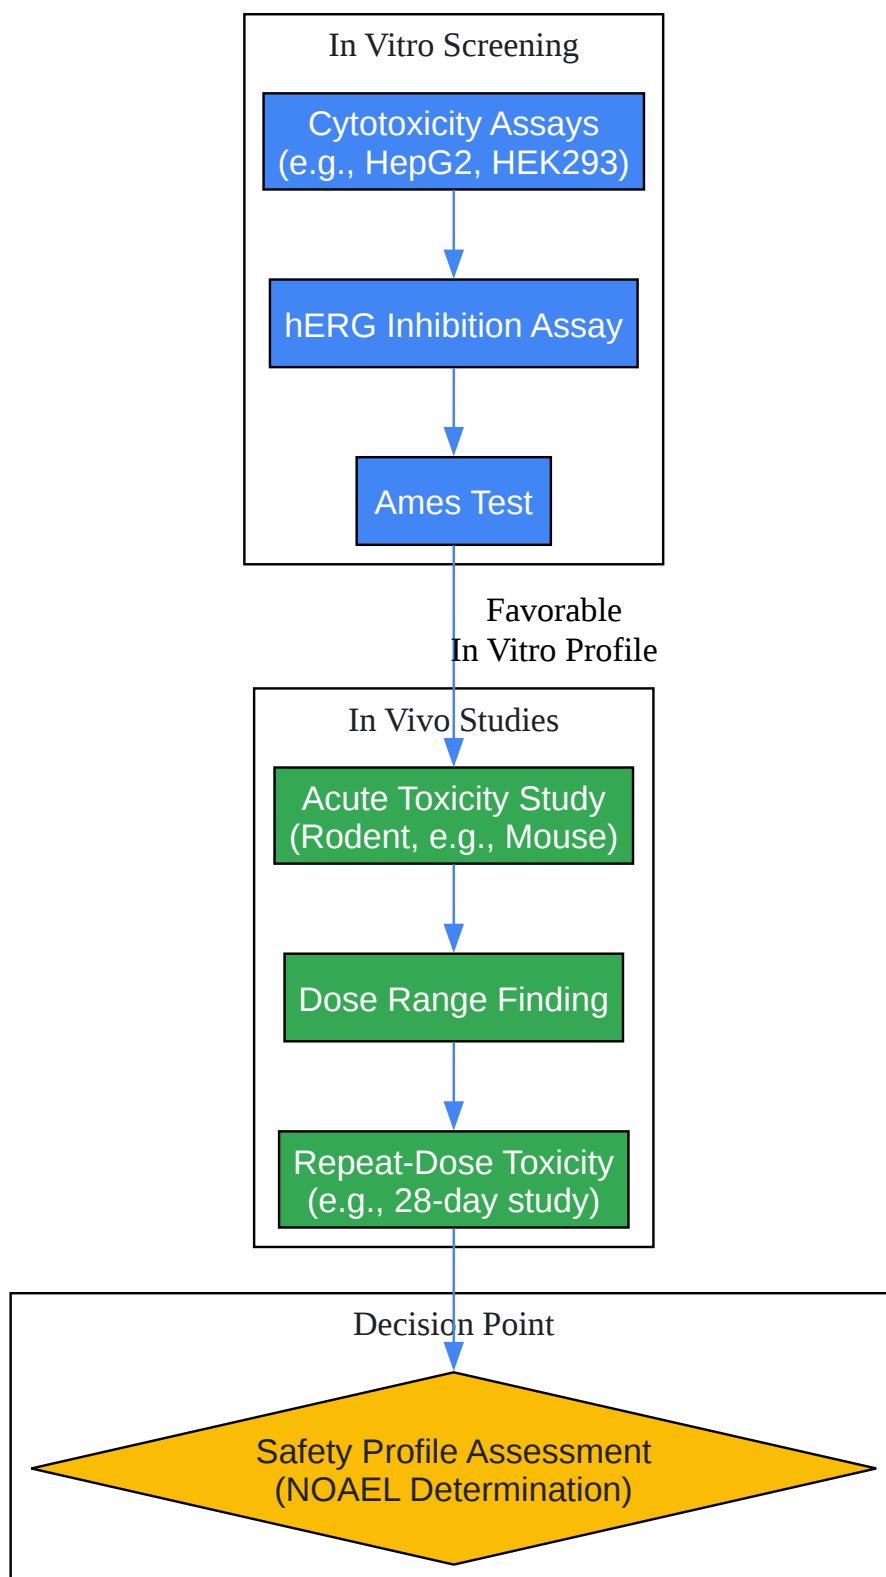 In Vitro Screening
Cytotoxicity Assays
(e.g., HepG2, HEK293)
hERG Inhibition Assay
Ames Test
Favorable
In Vitro Profile
In Vivo Studies
Acute Toxicity Study
(Rodent, e.g., Mouse)
Dose Range Finding
Repeat-Dose Toxicity
(e.g., 28-day study)
Decision Point
Safety Profile Assessment
(NOAEL Determination)